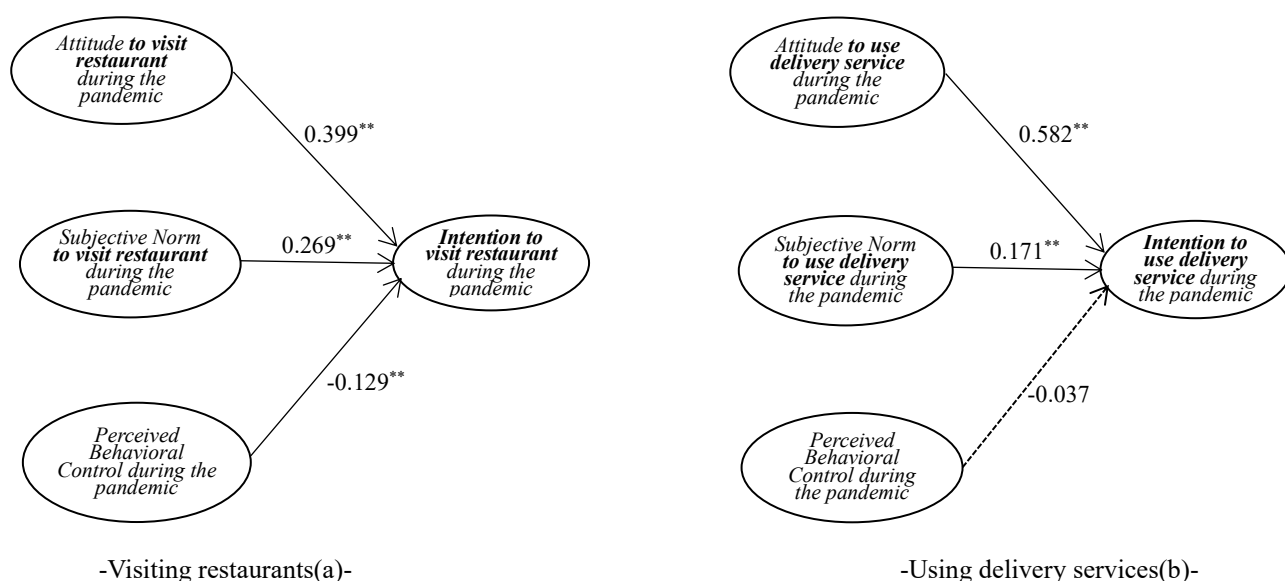 Attitude to visit
restaurant
during the
pandemic
0.399**
Subjective Norm
to visit restaurant
during the
pandemic
0.269**
Intention to
visit restaurant
during the
pandemic
-0.129**
Perceived
Behavioral
Control during the
pandemic
-Visiting restaurants(a)-
Attitude to use
delivery service
during the
pandemic
0.582**
Subjective Norm
to use delivery
service during
the pandemic
0.171**
Intention to
use delivery
service during
the pandemic
-0.037
Perceived
Behavioral
Control during
the pandemic
-Using delivery services(b)-